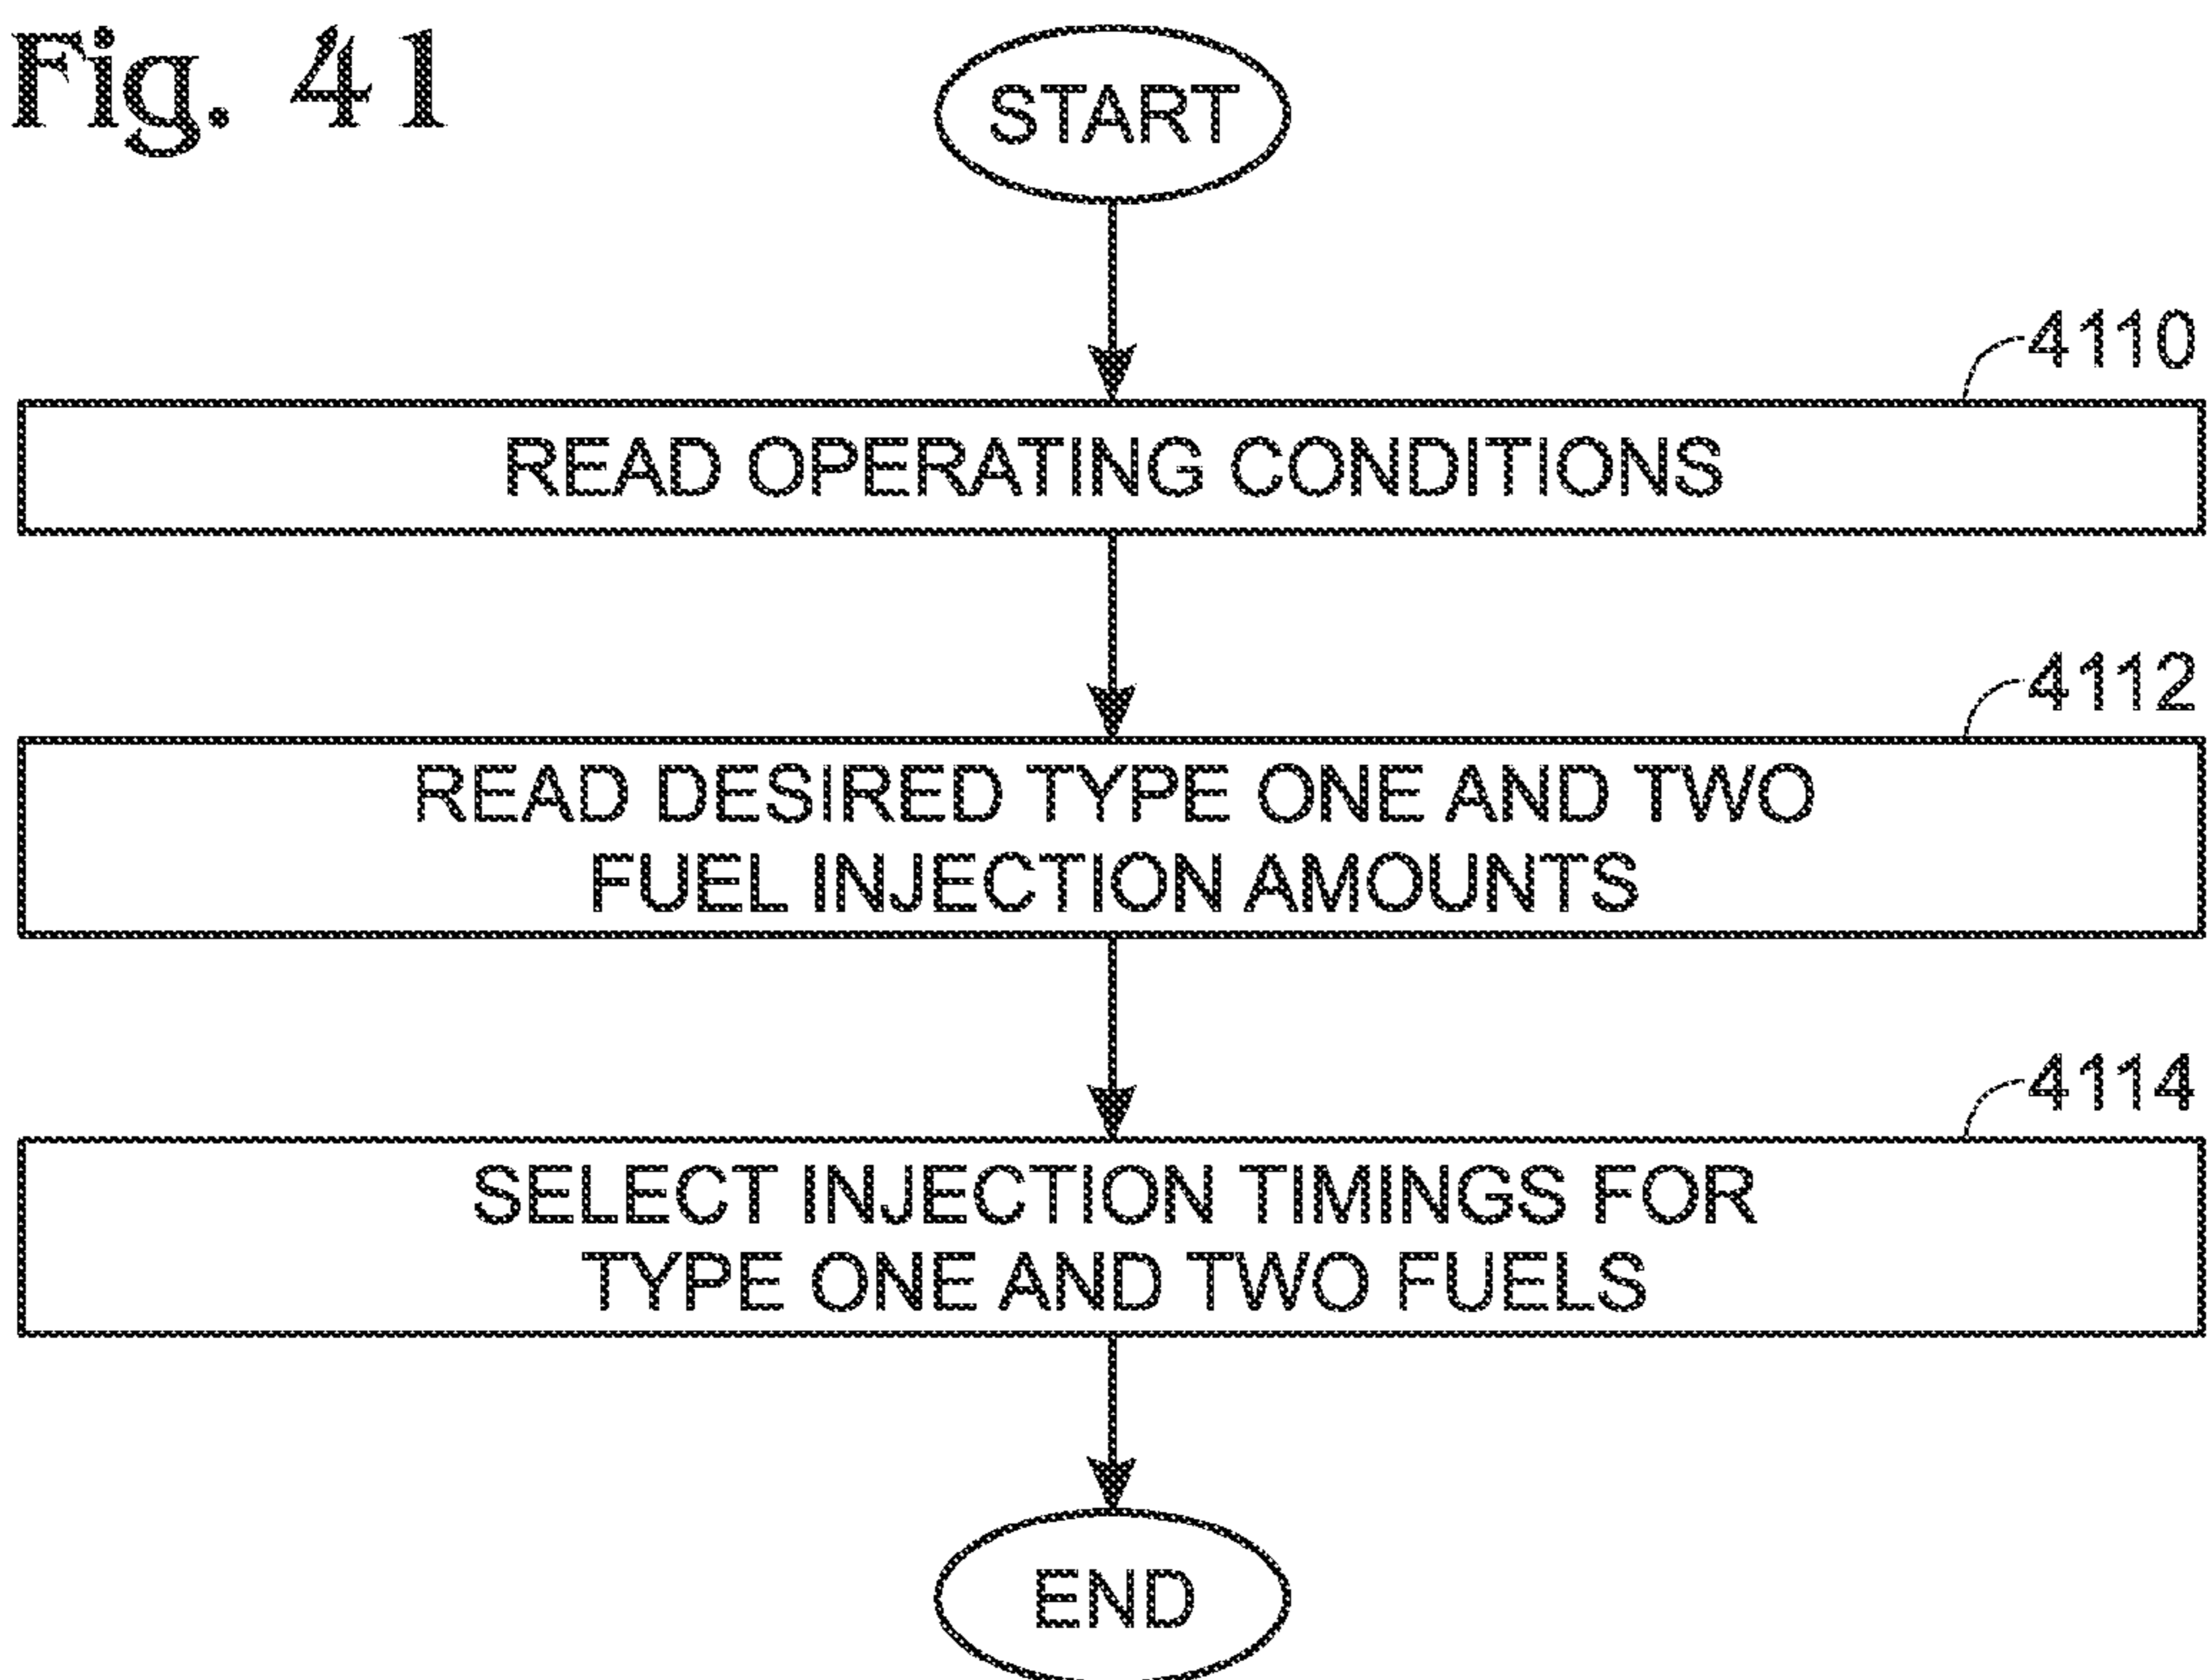 Fig. 41
START
4110
READ OPERATING CONDITIONS
4112
READ DESIRED TYPE ONE AND TWO
FUEL INJECTION AMOUNTS
4114
SELECT INJECTION TIMINGS FOR
TYPE ONE AND TWO FUELS
END